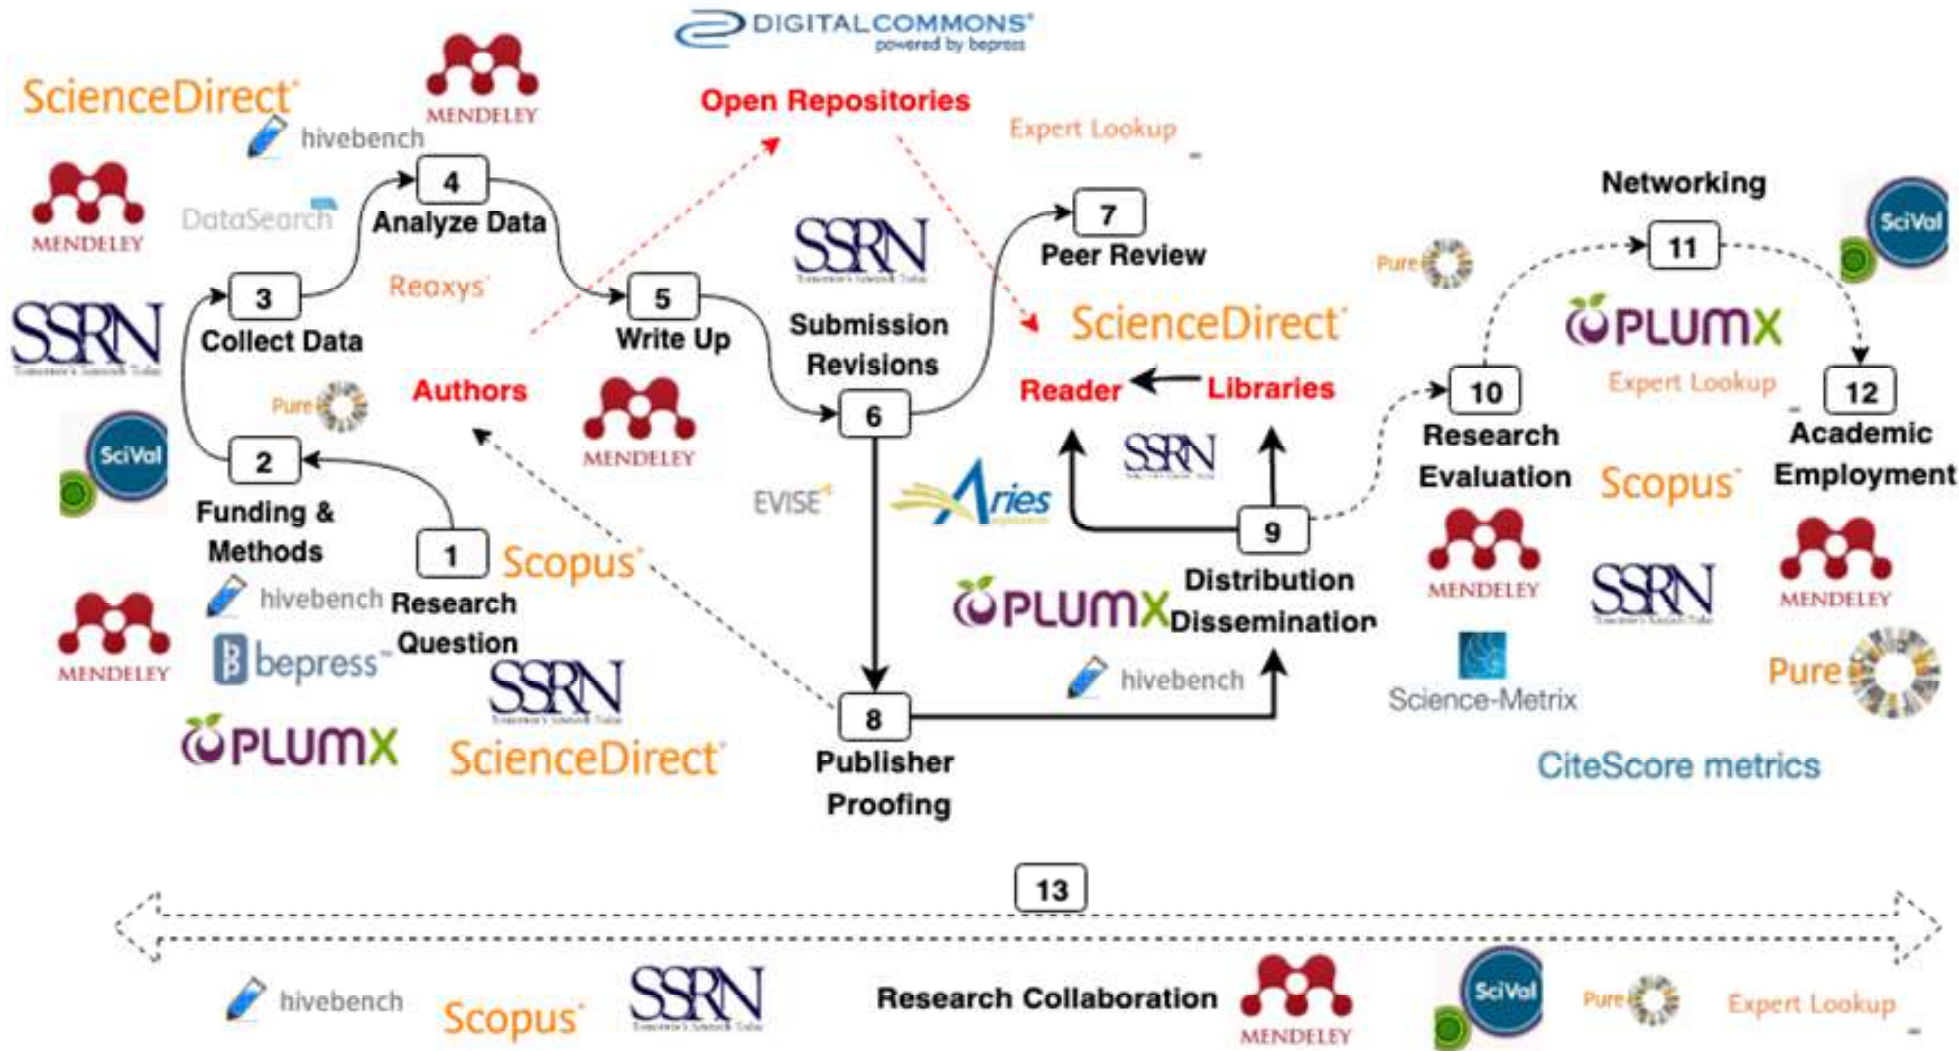 DIGITALCOMMONS
powered by bepress
ScienceDirect
MENDELEY
Open Repositories
hivebench
Expert Lookup
4
Analyze Data
MENDELEY
DataSearch
Networking
SSRN
7
Peer Review
11
SciVal
Pure
3
Collect Data
Reaxys
5
Write Up
Submission
Revisions
ScienceDirect
PLUMX
SSRN
Pure
Authors
MENDELEY
6
Reader
Libraries
10
Expert Lookup
12
SciVal
2
SSRN
Research
Evaluation
Academic
Employment
Scopus
Funding &
Methods
EVISE
Aries
9
1
Scopus
MENDELEY
SSRN
MENDELEY
hivebench
Research
Question
MENDELEY
bepress
PLUMX
Distribution
Dissemination
SSRN
hivebench
Science-Metrix
Pure
PLUMX
ScienceDirect
8
Publisher
Proofing
CiteScore metrics
13
hivebench
Scopus
SSRN
Research Collaboration
MENDELEY
SciVal
Pure
Expert Lookup